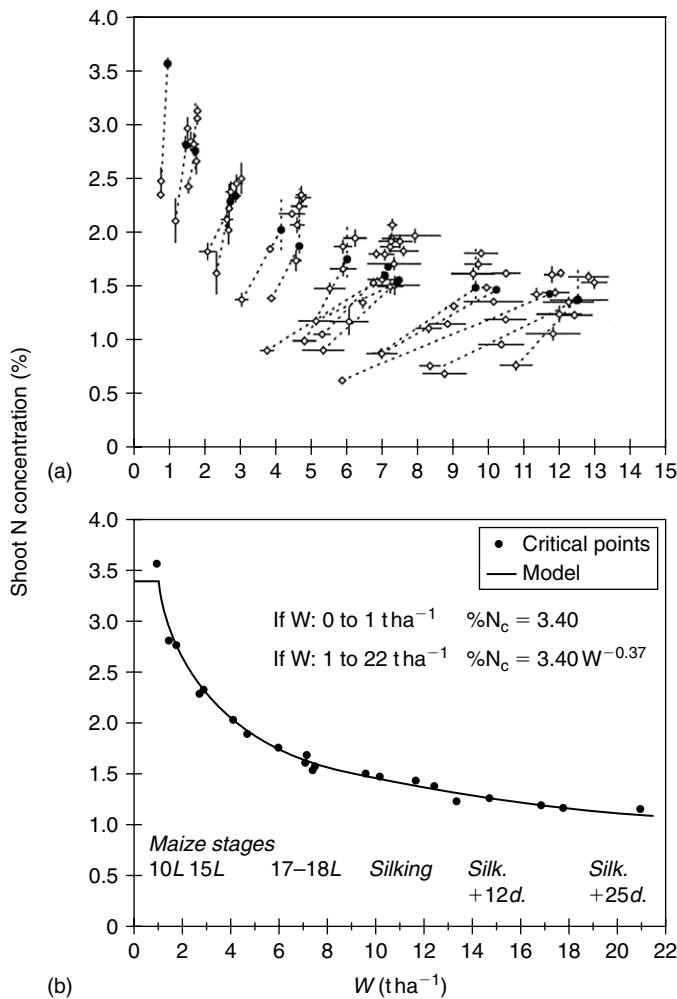 4.0
3.5
3.0
2.5
2.0
1.5
1.0
0.5
0
0 1 2 3 4 5 6 7 8 9 10 11 12 13 14 15
(a)
Shoot N concentration (%)
4.0
3.5
3.0
2.5
2.0
1.5
1.0
0.5
0
Critical points
Model
If W: 0 to 1 t ha⁻¹ %Nc = 3.40
If W: 1 to 22 t ha⁻¹ %Nc = 3.40 W⁻⁰·³⁷
Maize stages
10L 15L 17–18L Silking Silk. Silk.
+12d. +25d.
0 2 4 6 8 10 12 14 16 18 20 22
(b)
W (t ha⁻¹)